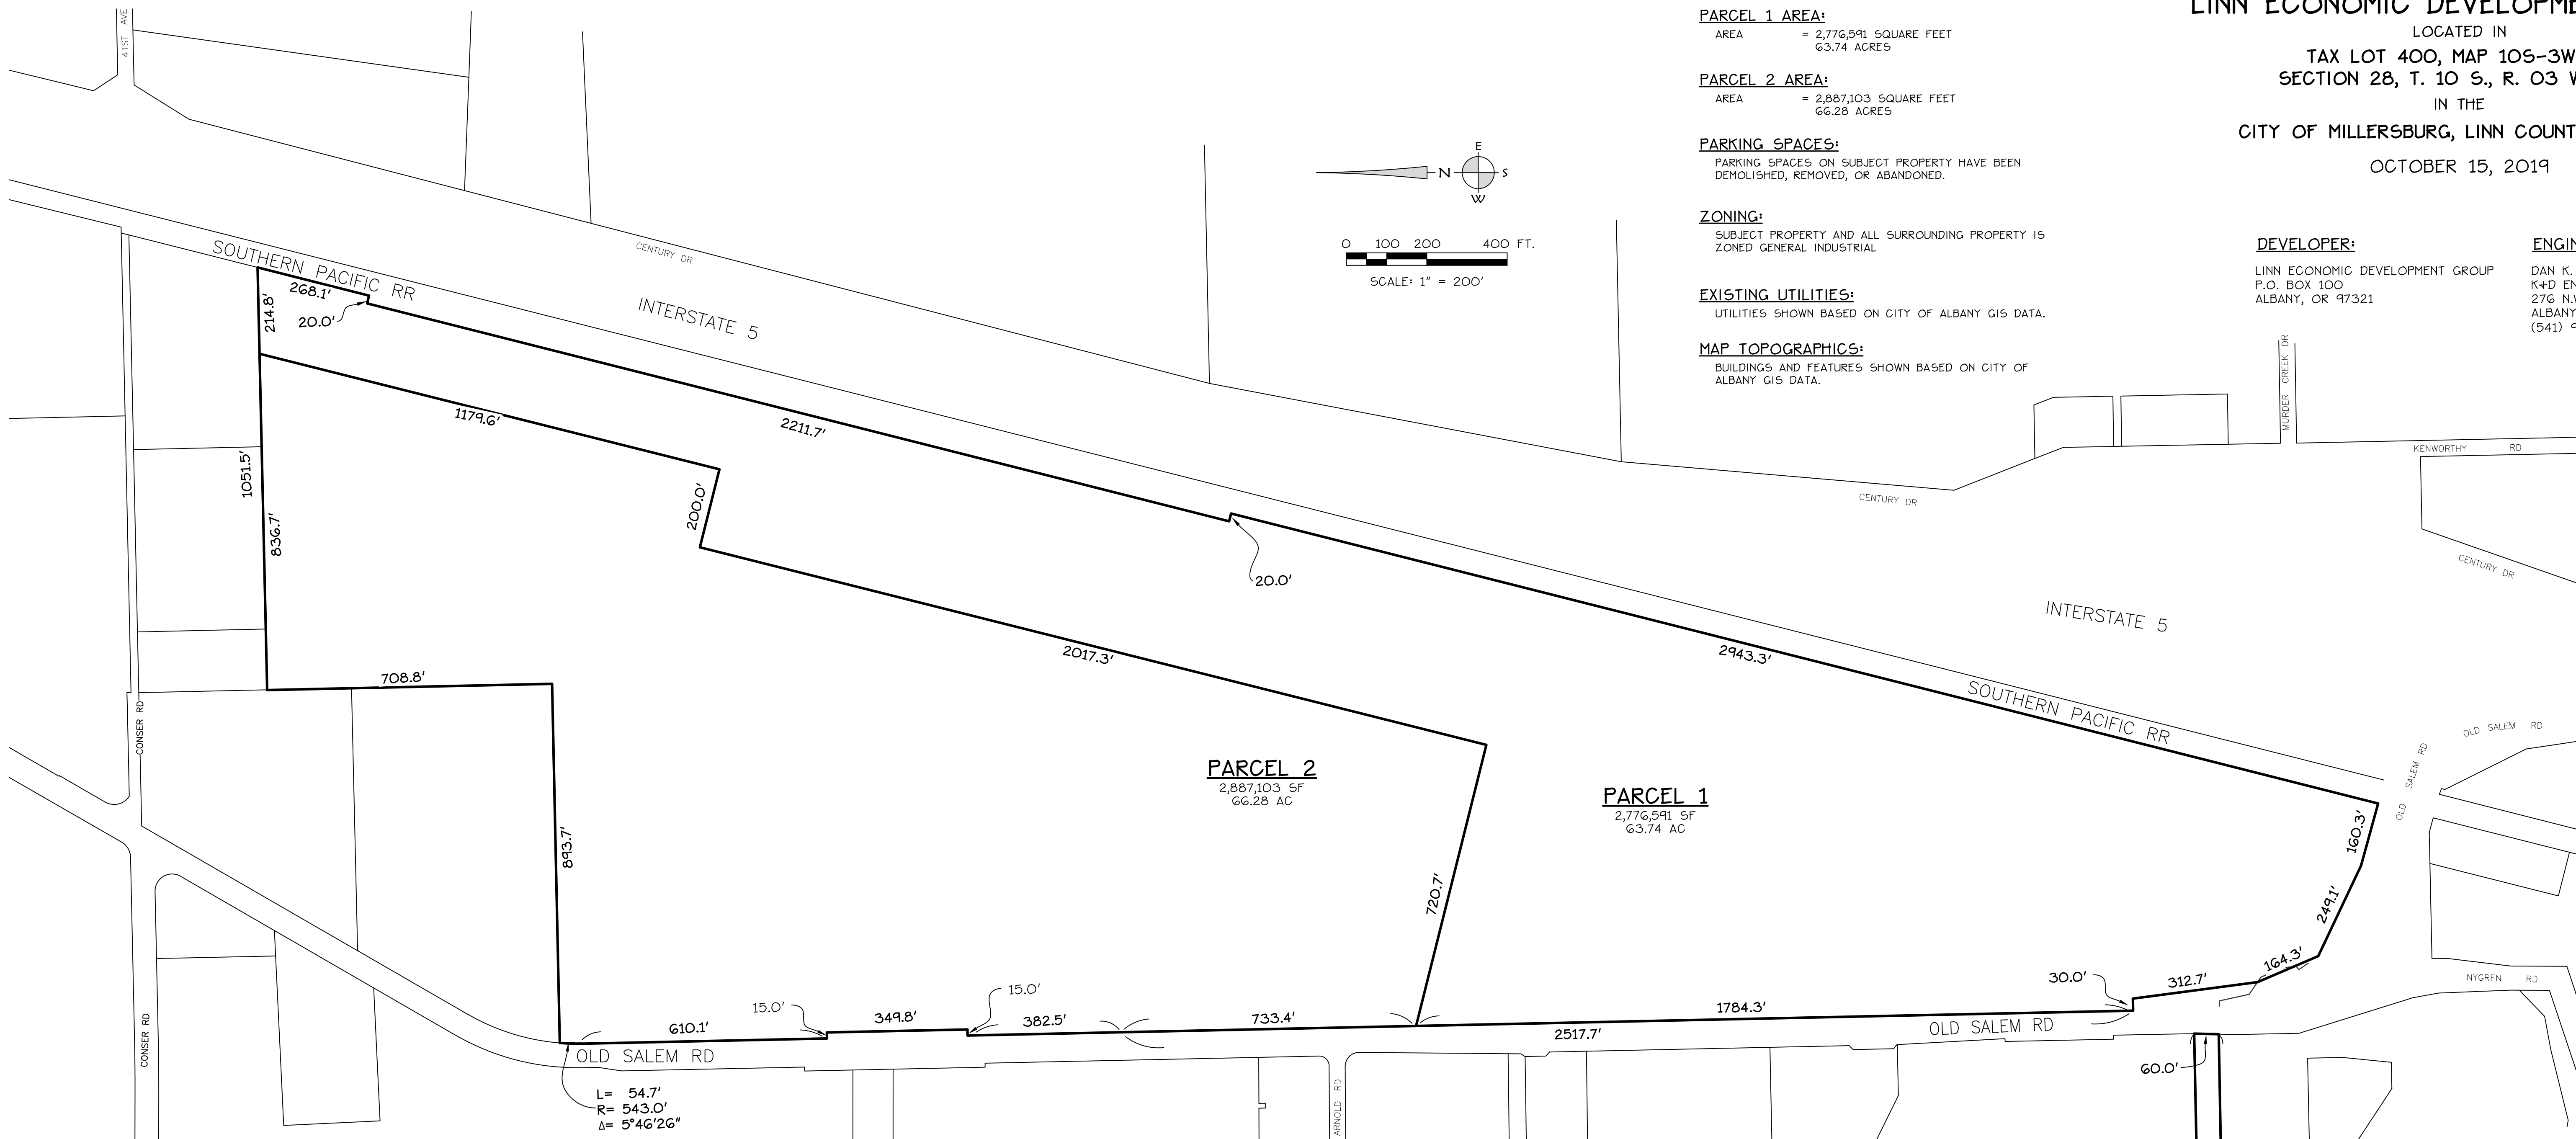 41ST AVE
PARCEL 1 AREA:
AREA = 2,776,591 SQUARE FEET
63.74 ACRES
PARCEL 2 AREA:
AREA = 2,887,103 SQUARE FEET
66.28 ACRES
PARKING SPACES:
PARKING SPACES ON SUBJECT PROPERTY HAVE BEEN
DEMOLISHED, REMOVED, OR ABANDONED.
ZONING:
SUBJECT PROPERTY AND ALL SURROUNDING PROPERTY IS
ZONED GENERAL INDUSTRIAL
EXISTING UTILITIES:
UTILITIES SHOWN BASED ON CITY OF ALBANY GIS DATA.
MAP TOPOGRAPHICS:
BUILDINGS AND FEATURES SHOWN BASED ON CITY OF
ALBANY GIS DATA.
LINN ECONOMIC DEVELOPME
LOCATED IN
TAX LOT 400, MAP 10S-3W
SECTION 28, T. 10 S., R. 03 W
IN THE
CITY OF MILLERSBURG, LINN COUNT
OCTOBER 15, 2019
DEVELOPER:
LINN ECONOMIC DEVELOPMENT GROUP
P.O. BOX 100
ALBANY, OR 97321
ENGIN
DAN K.
K+D EN
276 N.W
ALBANY
(541) 9
E
N
S
W
0 100 200 400 FT.
SCALE: 1" = 200'
CENTURY DR
INTERSTATE 5
SOUTHERN PACIFIC RR
268.1'
20.0'
214.8'
1179.6'
2211.7'
200.0'
1051.5'
836.7'
20.0'
2017.3'
708.8'
2943.3'
MURDER CREEK DR
KENWORTHY RD
CENTURY DR
CENTURY DR
INTERSTATE 5
SOUTHERN PACIFIC RR
OLD SALEM RD
OLD SALEM RD
CONSER RD
PARCEL 2
2,887,103 SF
66.28 AC
PARCEL 1
2,776,591 SF
63.74 AC
893.7'
720.7'
160.3'
249.1'
164.3'
312.7'
30.0'
NYGREN RD
15.0'
15.0'
610.1'
349.8'
382.5'
733.4'
1784.3'
2517.7'
OLD SALEM RD
OLD SALEM RD
CONSER RD
60.0'
L= 54.7'
R= 543.0'
Δ= 5°46'26"
ARNOLD RD